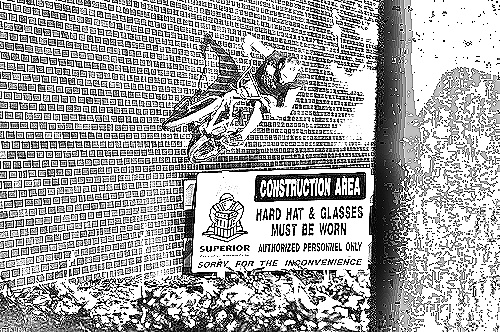 CONSTRUCTION AREA
HARD HAT & GLASSES
MUST BE WORN
SUPERIOR
AUTHORIZED PERSONNEL ONLY
SORRY FOR THE INCONVENIENCE